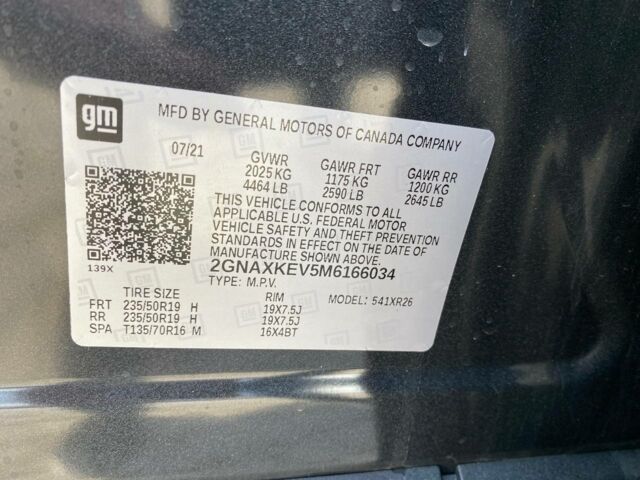 gm
MFD BY GENERAL MOTORS OF CANADA COMPANY
07/21 GVWR GAWR FRT GAWR RR
2025 KG 1175 KG 1200 KG
4464 LB 2590 LB 2645 LB
THIS VEHICLE CONFORMS TO ALL
APPLICABLE U.S. FEDERAL MOTOR
VEHICLE SAFETY AND THEFT PREVENTION
STANDARDS IN EFFECT ON THE DATE OF
MANUFACTURE SHOWN ABOVE.
139X 2GNAXKEV5M6166034
TYPE: M.P.V.
TIRE SIZE RIM MODEL: 541XR26
FRT 235/50R19 H 19X7.5J
RR 235/50R19 H 19X7.5J
SPA T135/70R16 M 16X4BT